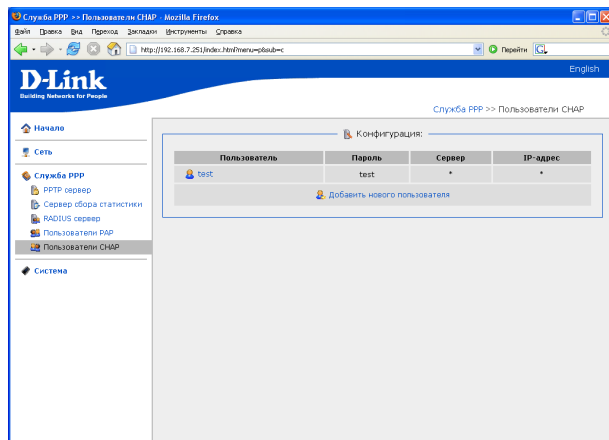 Служба PPP >> Пользователи CHAP - Mozilla Firefox
Файл Правка Вид Переход Закладки Инструменты Справка
http://192.168.7.251/index.html?menu=p&sub=c Перейти
English
D-Link
Building Networks for People
Служба PPP >> Пользователи CHAP
Начало
Сеть
Служба PPP
PPTP сервер
Сервер сбора статистики
RADIUS сервер
Пользователи PAP
Пользователи CHAP
Система
Конфигурация:
Пользователь Пароль Сервер IP-адрес
test test * *
Добавить нового пользователя